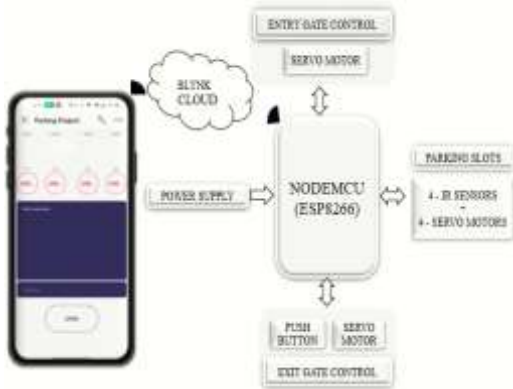 ENTRY GATE CONTROL
SERVO MOTOR
BLYNK
CLOUD
Parking Project
POWER SUPPLY
NODEMCU
(ESP8266)
PARKING SLOTS
4 - IR SENSORS
+
4 - SERVO MOTORS
PUSH
BUTTON
SERVO
MOTOR
EXIT GATE CONTROL